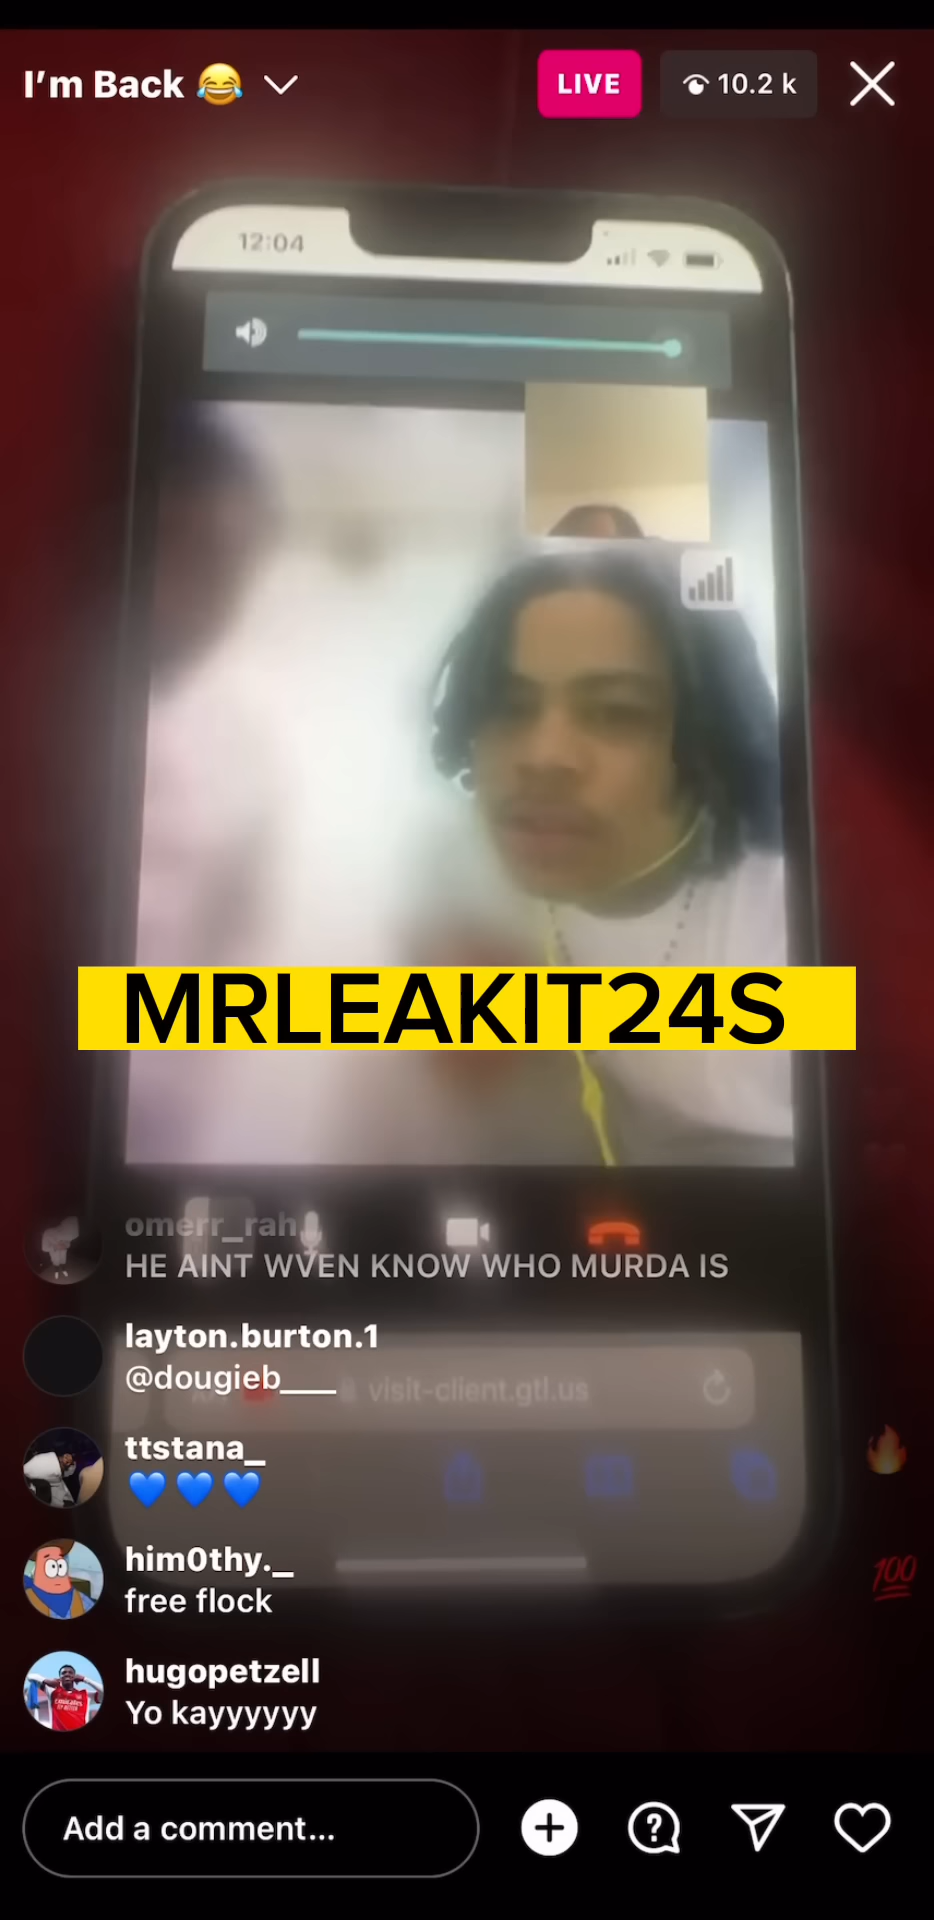 I'm Back 😂
LIVE
10.2 k
12:04
MRLEAKIT24S
omerr_rah
HE AINT WVEN KNOW WHO MURDA IS
layton.burton.1
@dougieb____
visit-client.gtl.us
ttstana_
💙💙💙
him0thy._
free flock
hugopetzell
Yo kayyyyyy
💯
Add a comment...